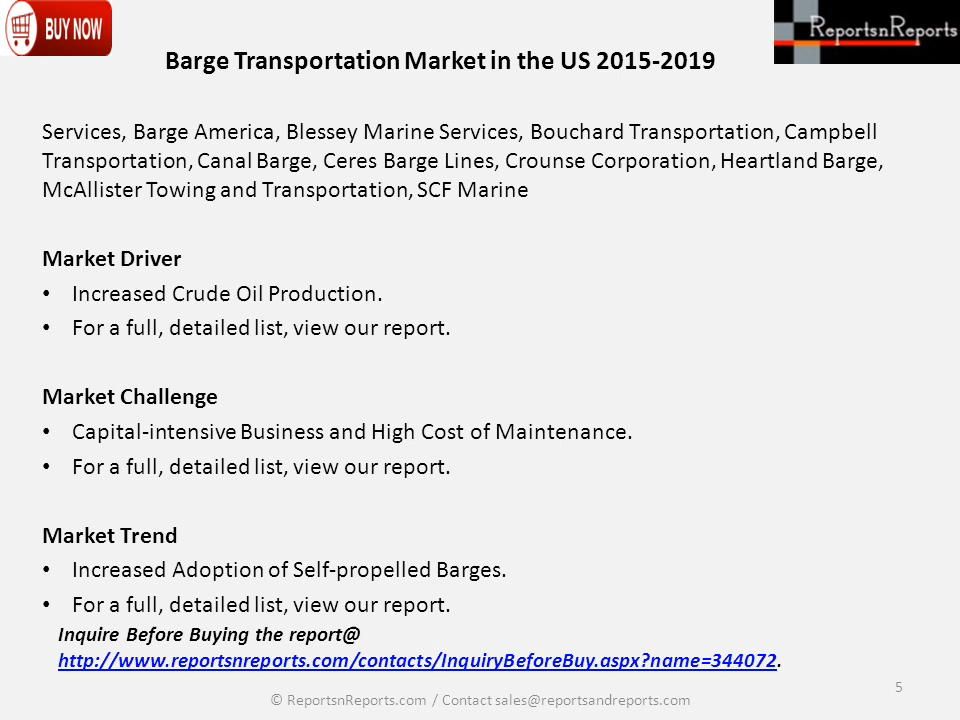 BUY NOW
ReportsnReports
Barge Transportation Market in the US 2015-2019
Services, Barge America, Blessey Marine Services, Bouchard Transportation, Campbell
Transportation, Canal Barge, Ceres Barge Lines, Crounse Corporation, Heartland Barge,
McAllister Towing and Transportation, SCF Marine
Market Driver
• Increased Crude Oil Production.
• For a full, detailed list, view our report.
Market Challenge
• Capital-intensive Business and High Cost of Maintenance.
• For a full, detailed list, view our report.
Market Trend
• Increased Adoption of Self-propelled Barges.
• For a full, detailed list, view our report.
Inquire Before Buying the report@
http://www.reportsnreports.com/contacts/InquiryBeforeBuy.aspx?name=344072.
5
© ReportsnReports.com / Contact sales@reportsandreports.com